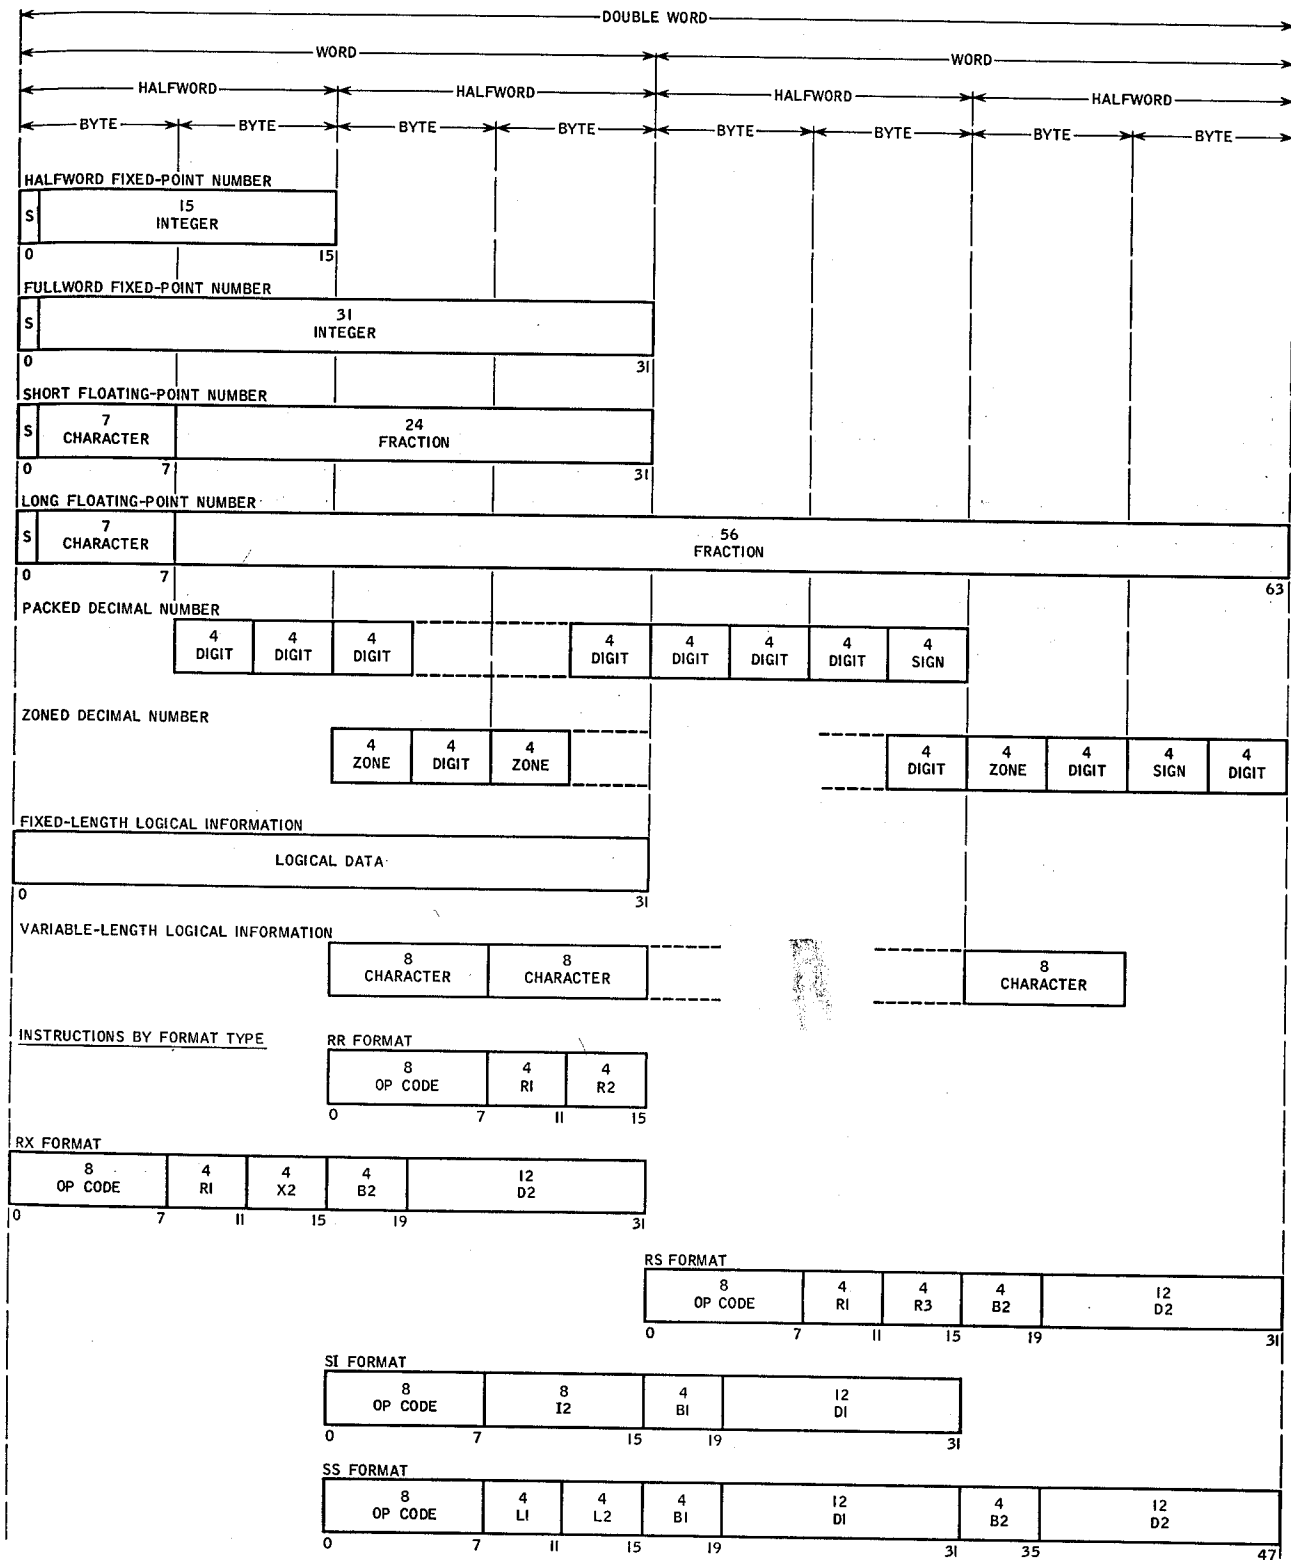 DOUBLE WORD
WORD WORD
HALFWORD HALFWORD HALFWORD HALFWORD
BYTE BYTE BYTE BYTE BYTE BYTE BYTE BYTE
HALFWORD FIXED-POINT NUMBER
S 15 INTEGER
0 15
FULLWORD FIXED-POINT NUMBER
S 31 INTEGER
0 31
SHORT FLOATING-POINT NUMBER
S 7 CHARACTER 24 FRACTION
0 7 31
LONG FLOATING-POINT NUMBER
S 7 CHARACTER 56 FRACTION
0 7 63
PACKED DECIMAL NUMBER
4 DIGIT 4 DIGIT 4 DIGIT 4 DIGIT 4 DIGIT 4 DIGIT 4 DIGIT 4 SIGN
ZONED DECIMAL NUMBER
4 ZONE 4 DIGIT 4 ZONE 4 DIGIT 4 ZONE 4 DIGIT 4 SIGN 4 DIGIT
FIXED-LENGTH LOGICAL INFORMATION
LOGICAL DATA
0 31
VARIABLE-LENGTH LOGICAL INFORMATION
8 CHARACTER 8 CHARACTER 8 CHARACTER
INSTRUCTIONS BY FORMAT TYPE
RR FORMAT
8 OP CODE 4 R1 4 R2
0 7 11 15
RX FORMAT
8 OP CODE 4 R1 4 X2 4 B2 12 D2
0 7 11 15 19 31
RS FORMAT
8 OP CODE 4 R1 4 R3 4 B2 12 D2
0 7 11 15 19 31
SI FORMAT
8 OP CODE 8 I2 4 B1 12 D1
0 7 15 19 31
SS FORMAT
8 OP CODE 4 L1 4 L2 4 B1 12 D1 4 B2 12 D2
0 7 11 15 19 31 35 47